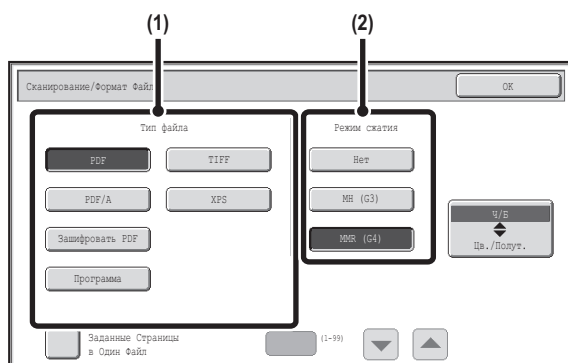 (1) (2)
Сканирование/Формат Файл
OK
Тип файла
Режим сжатия
PDF
TIFF
Нет
PDF/A
XPS
MH (G3)
Ч/Б
Цв./Полут.
Зашифровать PDF
MMR (G4)
Программа
Заданные Страницы
в Один Файл
(1-99)